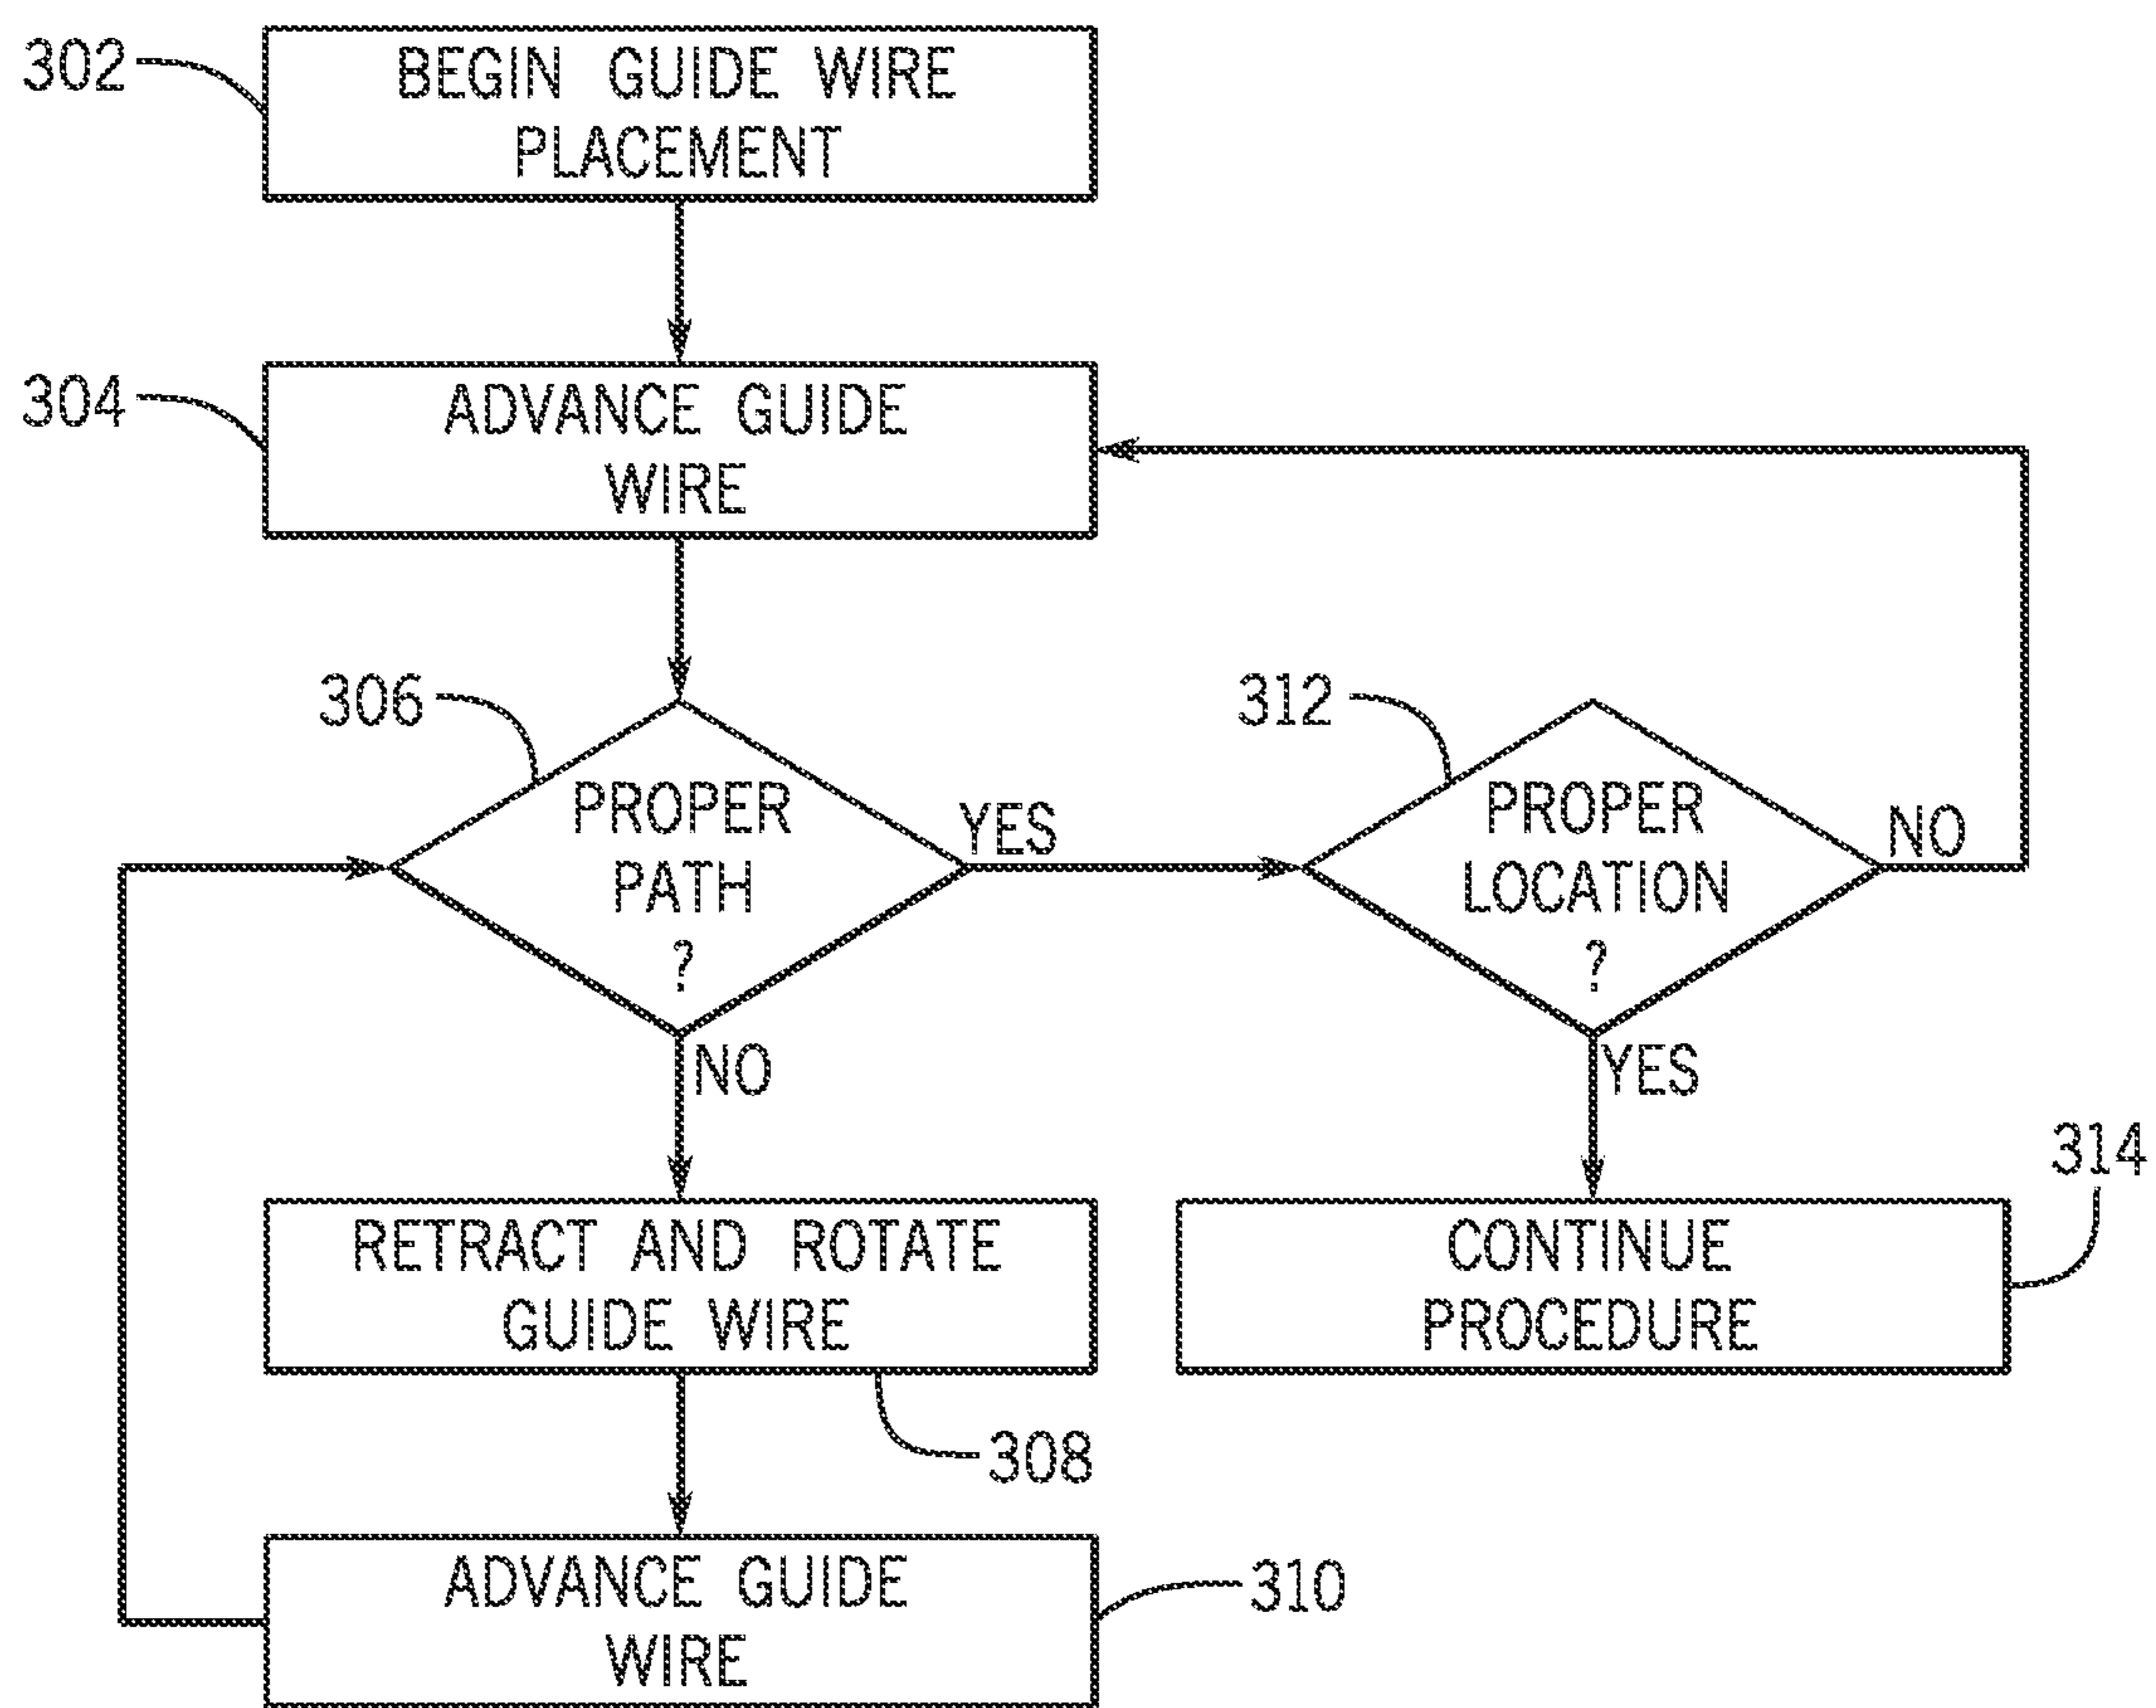 302
BEGIN GUIDE WIRE
PLACEMENT
304
ADVANCE GUIDE
WIRE
306
PROPER
PATH
?
YES
NO
312
PROPER
LOCATION
?
NO
YES
RETRACT AND ROTATE
GUIDE WIRE
308
CONTINUE
PROCEDURE
314
ADVANCE GUIDE
WIRE
310